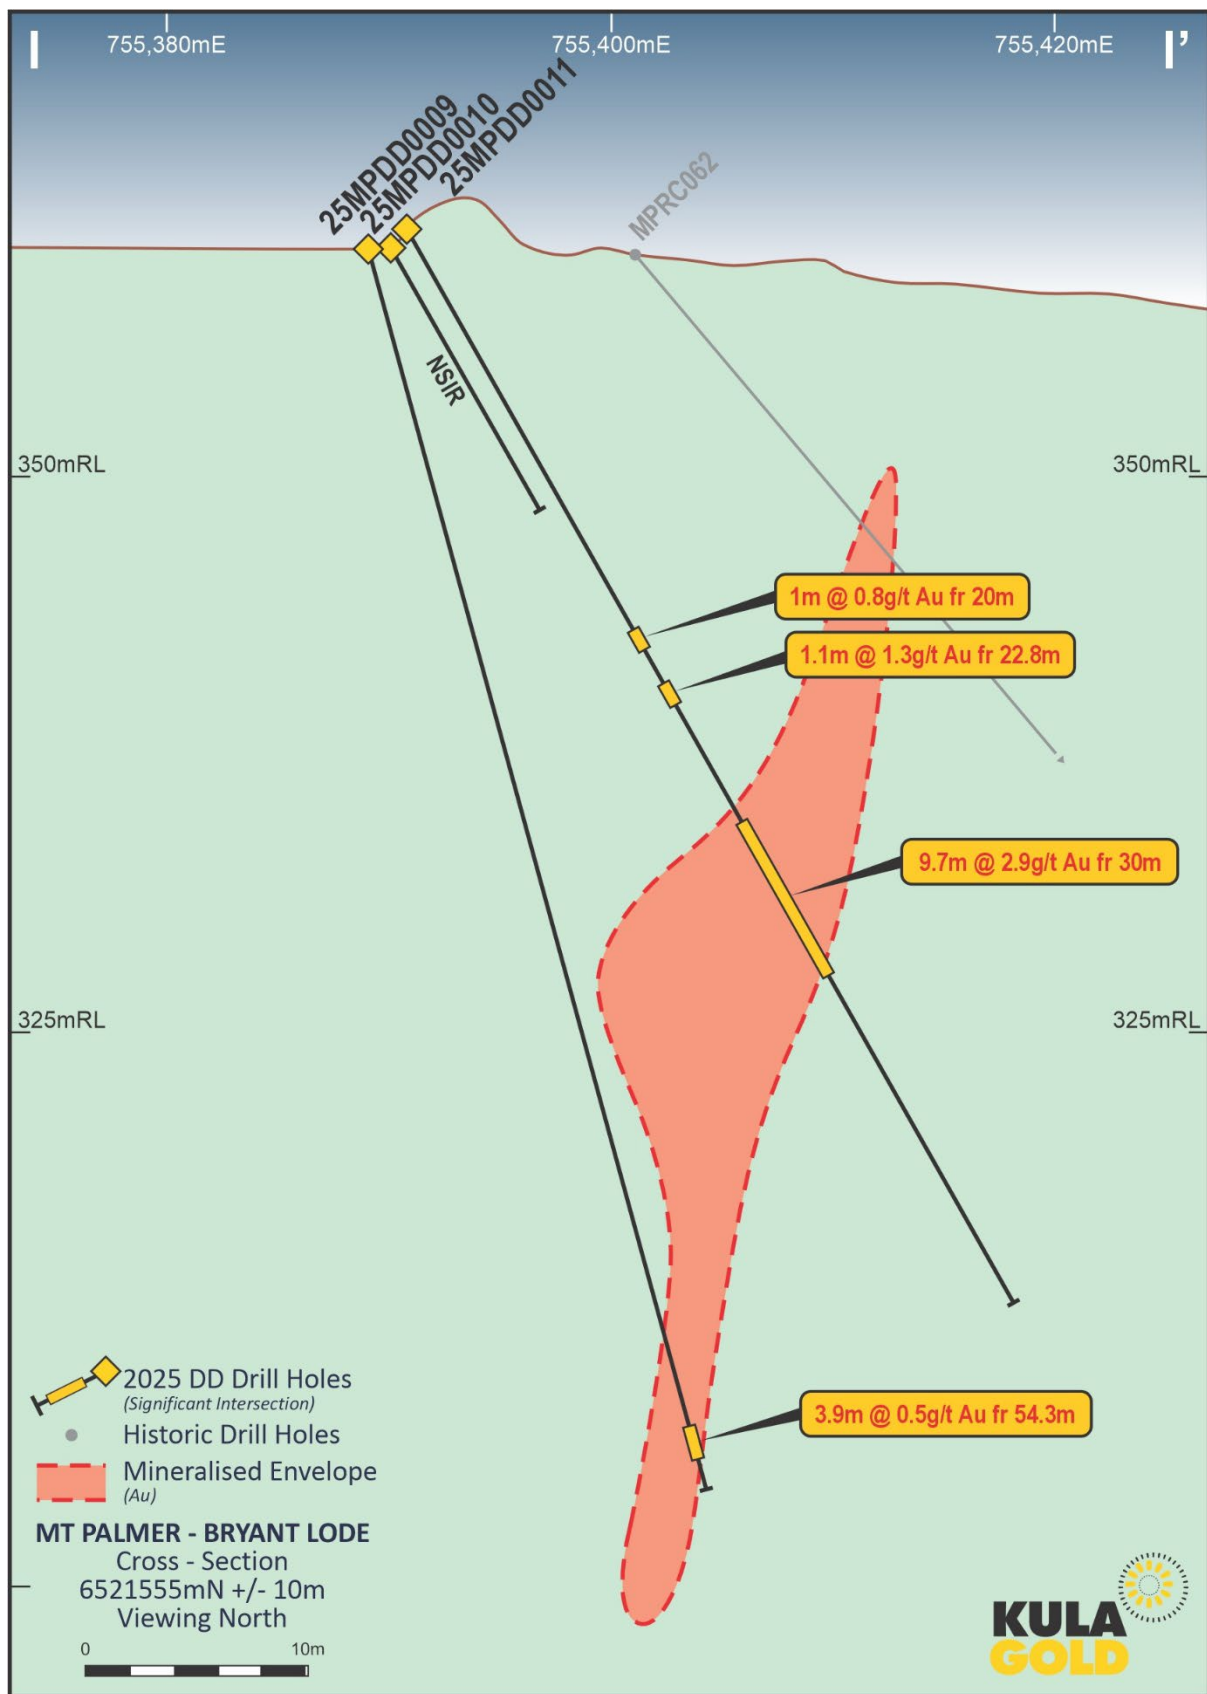 I
755,380mE
755,400mE
755,420mE
I’
25MPDD0009
25MPDD0010
25MPDD0011
MPRC062
NSIR
350mRL
350mRL
1m @ 0.8g/t Au fr 20m
1.1m @ 1.3g/t Au fr 22.8m
9.7m @ 2.9g/t Au fr 30m
325mRL
325mRL
3.9m @ 0.5g/t Au fr 54.3m
2025 DD Drill Holes
(Significant Intersection)
Historic Drill Holes
Mineralised Envelope
(Au)
MT PALMER - BRYANT LODE
Cross - Section
6521555mN +/- 10m
Viewing North
0 10m
KULA
GOLD